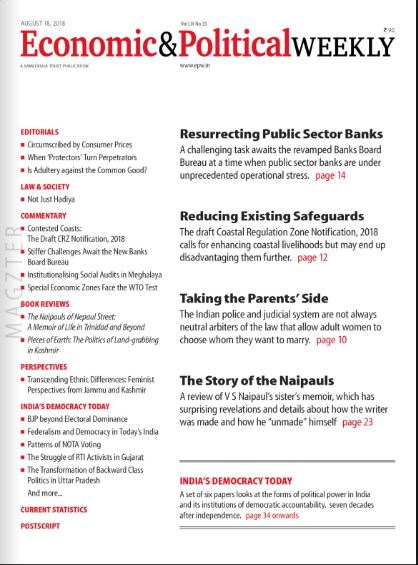 AUGUST 18, 2018
Vol LIII No 33
₹ 90
Economic&PoliticalWEEKLY
A SAMEEKSHA TRUST PUBLICATION
www.epw.in
EDITORIALS
Circumscribed by Consumer Prices
When ‘Protectors’ Turn Perpetrators
Is Adultery against the Common Good?
LAW & SOCIETY
Not Just Hadiya
COMMENTARY
Contested Coasts:
The Draft CRZ Notification, 2018
Stiffer Challenges Await the New Banks
Board Bureau
Institutionalising Social Audits in Meghalaya
Special Economic Zones Face the WTO Test
BOOK REVIEWS
The Naipauls of Nepaul Street:
A Memoir of Life in Trinidad and Beyond
Pieces of Earth: The Politics of Land-grabbing
in Kashmir
PERSPECTIVES
Transcending Ethnic Differences: Feminist
Perspectives from Jammu and Kashmir
INDIA’S DEMOCRACY TODAY
BJP beyond Electoral Dominance
Federalism and Democracy in Today’s India
Patterns of NOTA Voting
The Struggle of RTI Activists in Gujarat
The Transformation of Backward Class
Politics in Uttar Pradesh
And more...
CURRENT STATISTICS
POSTSCRIPT
Resurrecting Public Sector Banks
A challenging task awaits the revamped Banks Board
Bureau at a time when public sector banks are under
unprecedented operational stress. page 14
Reducing Existing Safeguards
The draft Coastal Regulation Zone Notification, 2018
calls for enhancing coastal livelihoods but may end up
disadvantaging them further. page 12
Taking the Parents’ Side
The Indian police and judicial system are not always
neutral arbiters of the law that allow adult women to
choose whom they want to marry. page 10
The Story of the Naipauls
A review of V S Naipaul’s sister’s memoir, which has
surprising revelations and details about how the writer
was made and how he “unmade” himself page 23
INDIA’S DEMOCRACY TODAY
A set of six papers looks at the forms of political power in India
and its institutions of democratic accountability, seven decades
after independence. page 34 onwards
MAGZTER